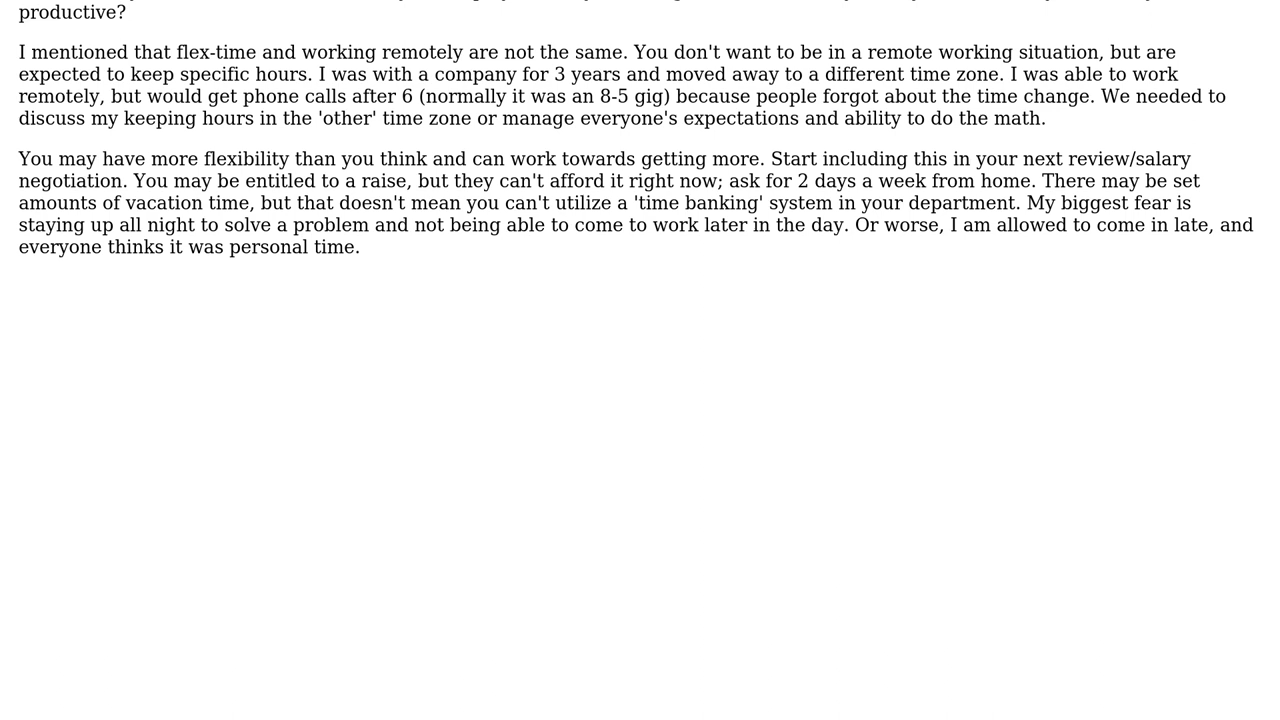 productive?
I mentioned that flex-time and working remotely are not the same. You don't want to be in a remote working situation, but are
expected to keep specific hours. I was with a company for 3 years and moved away to a different time zone. I was able to work
remotely, but would get phone calls after 6 (normally it was an 8-5 gig) because people forgot about the time change. We needed to
discuss my keeping hours in the 'other' time zone or manage everyone's expectations and ability to do the math.
You may have more flexibility than you think and can work towards getting more. Start including this in your next review/salary
negotiation. You may be entitled to a raise, but they can't afford it right now; ask for 2 days a week from home. There may be set
amounts of vacation time, but that doesn't mean you can't utilize a 'time banking' system in your department. My biggest fear is
staying up all night to solve a problem and not being able to come to work later in the day. Or worse, I am allowed to come in late, and
everyone thinks it was personal time.